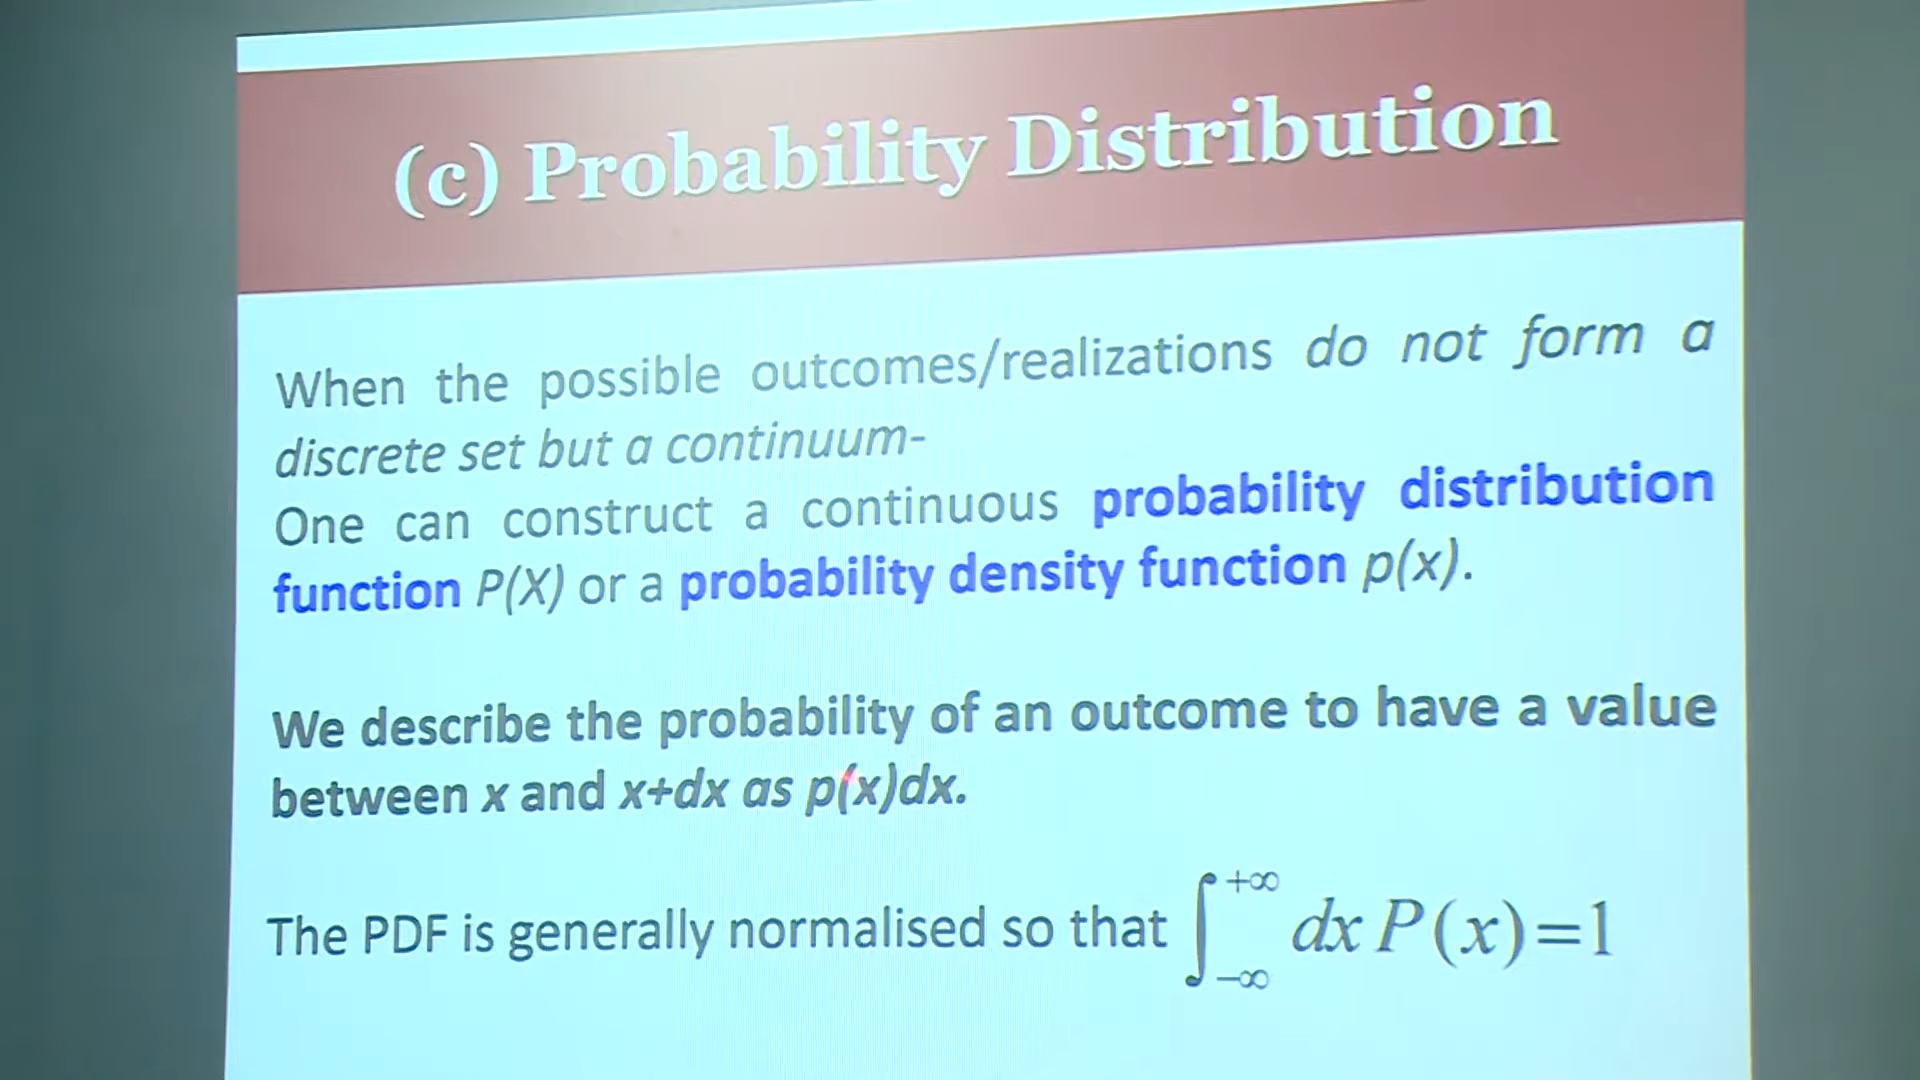 (c) Probability Distribution
When the possible outcomes/realizations do not form a
discrete set but a continuum-
One can construct a continuous probability distribution
function P(X) or a probability density function p(x).
We describe the probability of an outcome to have a value
between x and x+dx as p(x)dx.
The PDF is generally normalised so that ∫_{-∞}^{+∞} dx P(x)=1